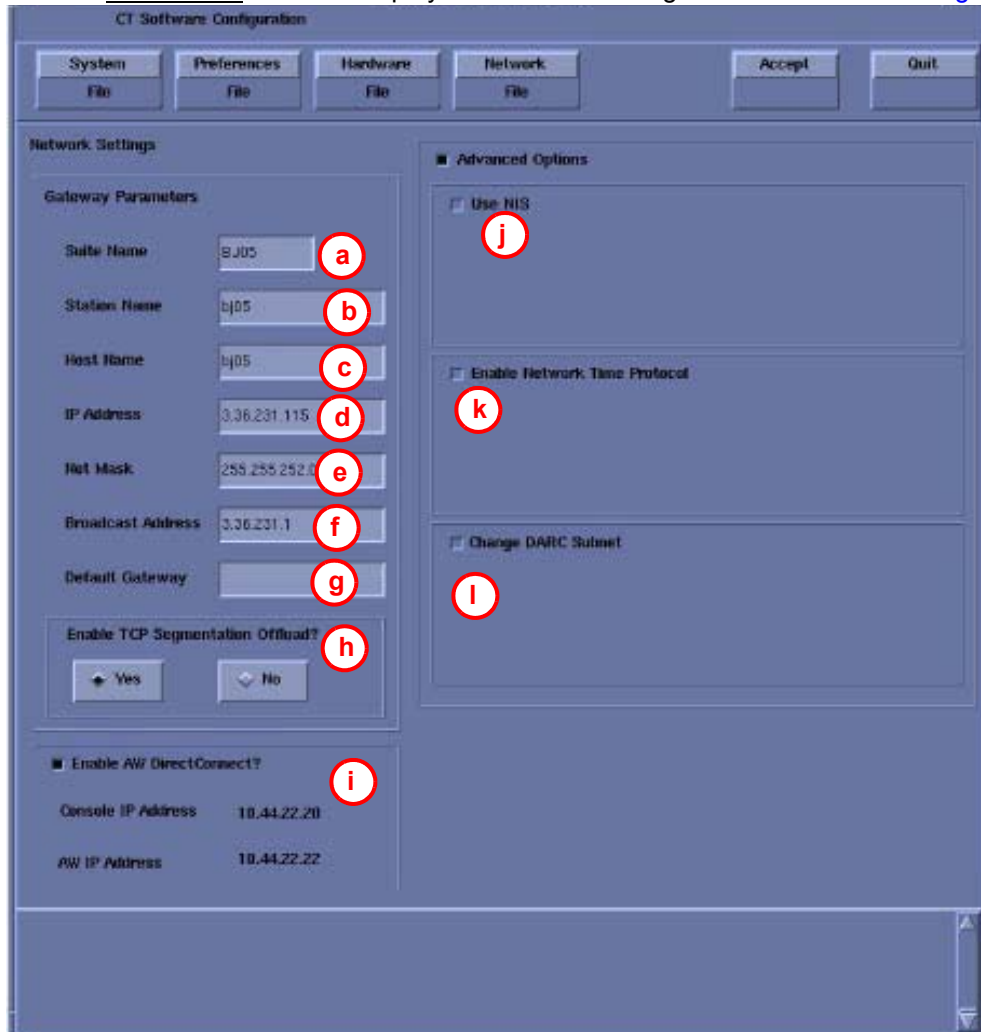 CT Software Configuration
System Preferences Hardware Network Accept Quit
File File File File
Network Settings
Advanced Options
Gateway Parameters
Use NIS
j
Suite Name BJ05 a
Station Name bj05 b
Host Name bj05 c
Enable Network Time Protocol
k
IP Address 3.36.231.115 d
Net Mask 255.255.252.0 e
Broadcast Address 3.36.231.1 f
Change DARC Subnet
l
Default Gateway g
Enable TCP Segmentation Offload? h
Yes No
Enable AW DirectConnect?
i
Console IP Address 10.44.22.20
AW IP Address 10.44.22.22